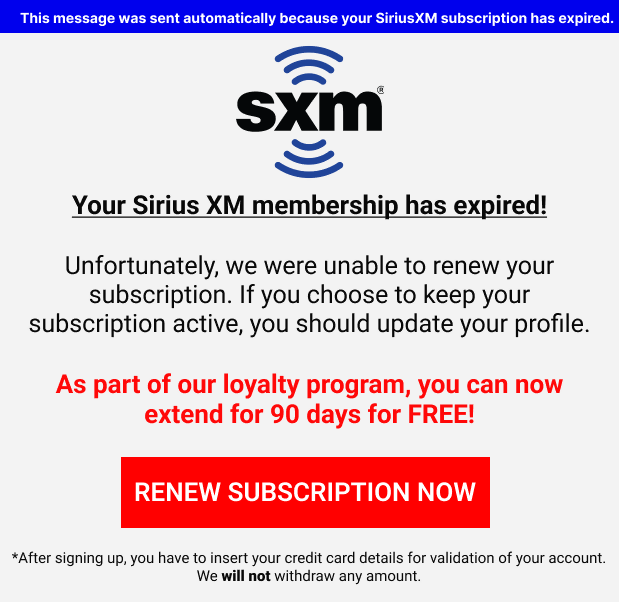 This message was sent automatically because your SiriusXM subscription has expired.
sxm®
Your Sirius XM membership has expired!
Unfortunately, we were unable to renew your
subscription. If you choose to keep your
subscription active, you should update your profile.
As part of our loyalty program, you can now
extend for 90 days for FREE!
RENEW SUBSCRIPTION NOW
*After signing up, you have to insert your credit card details for validation of your account.
We will not withdraw any amount.